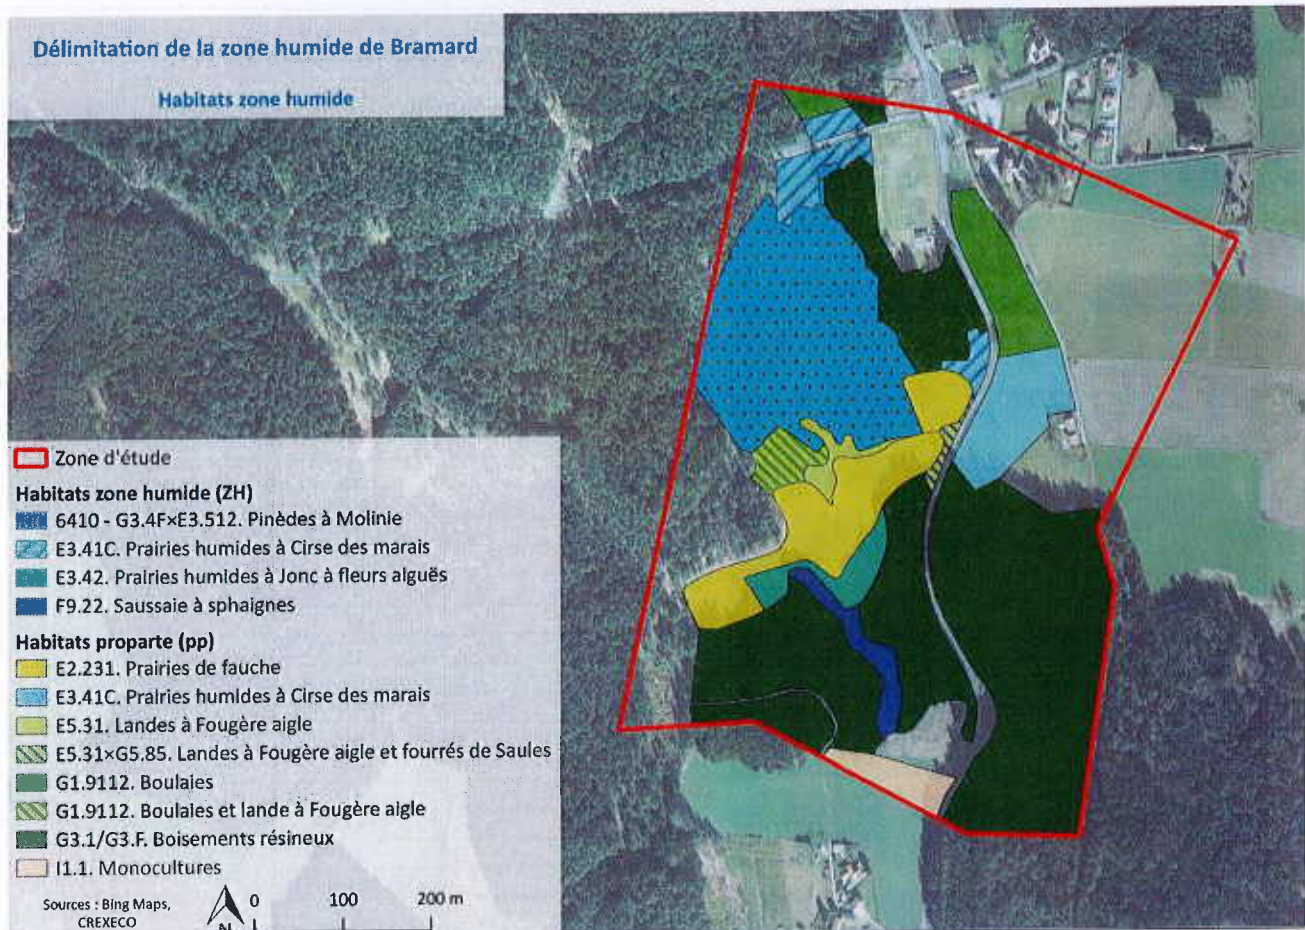 Délimitation de la zone humide de Bramard
Habitats zone humide
Zone d'étude
Habitats zone humide (ZH)
6410 - G3.4F×E3.512. Pinèdes à Molinie
E3.41C. Prairies humides à Cirse des marais
E3.42. Prairies humides à Jonc à fleurs aiguës
F9.22. Saussaie à sphaignes
Habitats proparte (pp)
E2.231. Prairies de fauche
E3.41C. Prairies humides à Cirse des marais
E5.31. Landes à Fougère aigle
E5.31×G5.85. Landes à Fougère aigle et fourrés de Saules
G1.9112. Boulaies
G1.9112. Boulaies et lande à Fougère aigle
G3.1/G3.F. Boisements résineux
I1.1. Monocultures
Sources : Bing Maps,
CREXECO
N
0 100 200 m